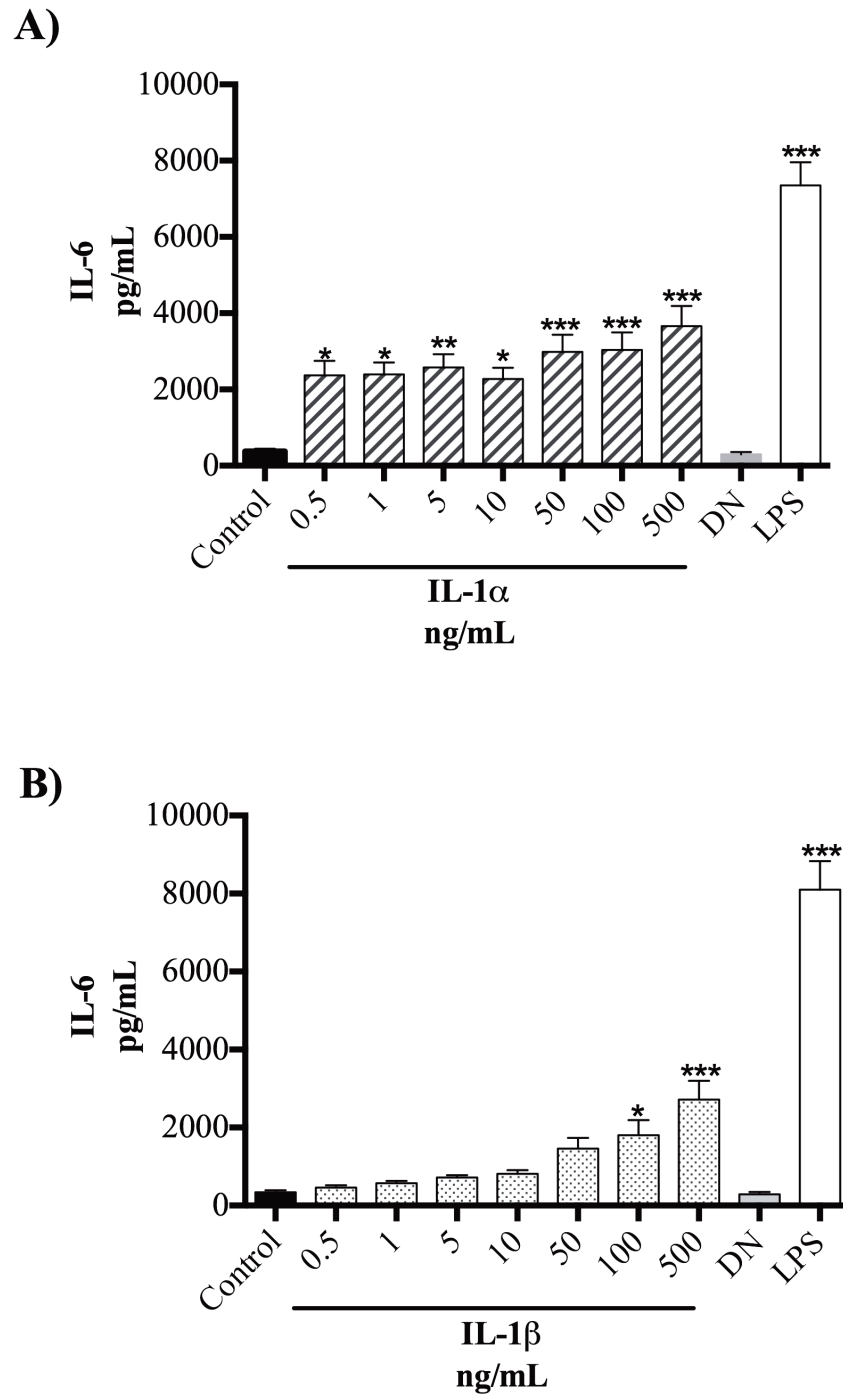 A)
10000
8000
6000
4000
2000
0
IL-6
pg/mL
* * ** * *** *** *** ***
Control 0.5 1 5 10 50 100 500 DN LPS
IL-1α
ng/mL
B)
10000
8000
6000
4000
2000
0
IL-6
pg/mL
* *** ***
Control 0.5 1 5 10 50 100 500 DN LPS
IL-1β
ng/mL